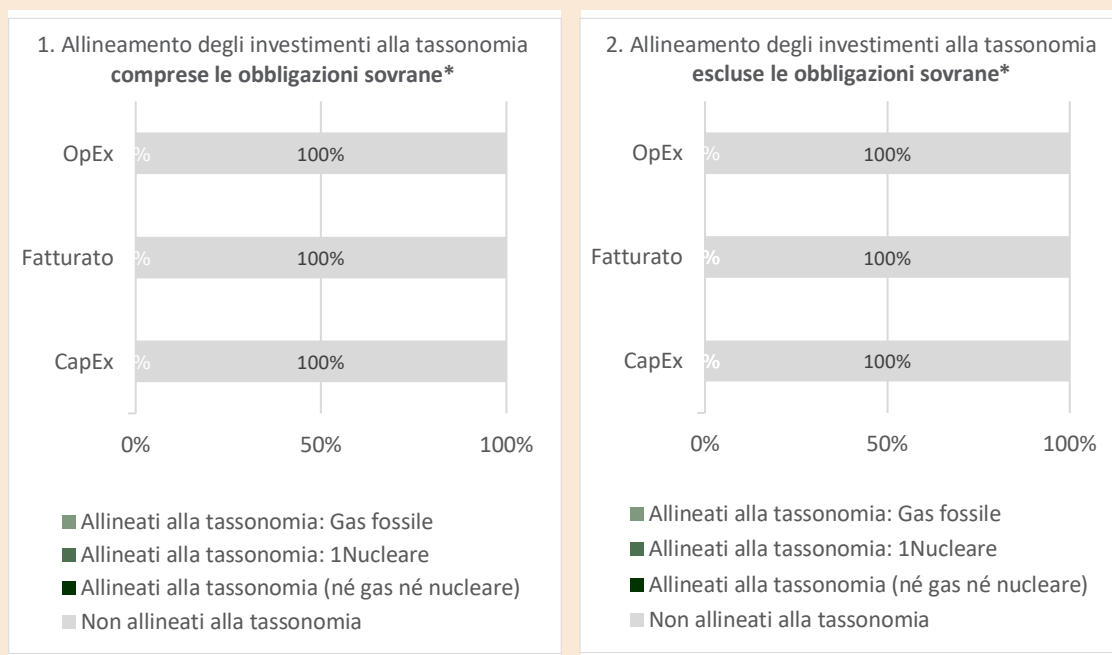 1. Allineamento degli investimenti alla tassonomia
comprese le obbligazioni sovrane*
OpEx
%
100%
Fatturato
%
100%
CapEx
%
100%
0%
50%
100%
Allineati alla tassonomia: Gas fossile
Allineati alla tassonomia: 1Nucleare
Allineati alla tassonomia (né gas né nucleare)
Non allineati alla tassonomia
2. Allineamento degli investimenti alla tassonomia
escluse le obbligazioni sovrane*
OpEx
%
100%
Fatturato
%
100%
CapEx
%
100%
0%
50%
100%
Allineati alla tassonomia: Gas fossile
Allineati alla tassonomia: 1Nucleare
Allineati alla tassonomia (né gas né nucleare)
Non allineati alla tassonomia